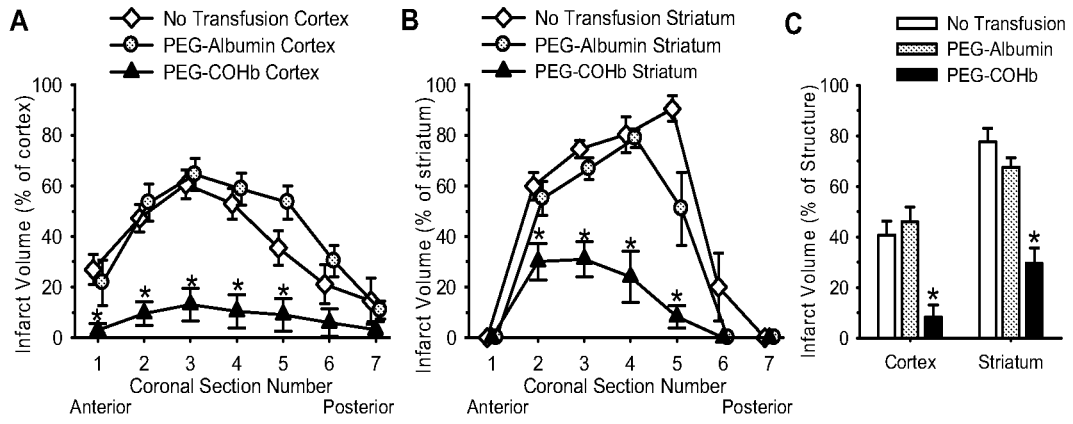 A
No Transfusion Cortex
PEG-Albumin Cortex
PEG-COHb Cortex
Infarct Volume (% of cortex)
100
80
60
40
20
0
* * * * *
1 2 3 4 5 6 7
Coronal Section Number
Anterior Posterior
B
No Transfusion Striatum
PEG-Albumin Striatum
PEG-COHb Striatum
Infarct Volume (% of striatum)
100
80
60
40
20
0
* * * *
1 2 3 4 5 6 7
Coronal Section Number
Anterior Posterior
C
No Transfusion
PEG-Albumin
PEG-COHb
Infarct Volume (% of Structure)
100
80
60
40
20
0
* *
Cortex Striatum